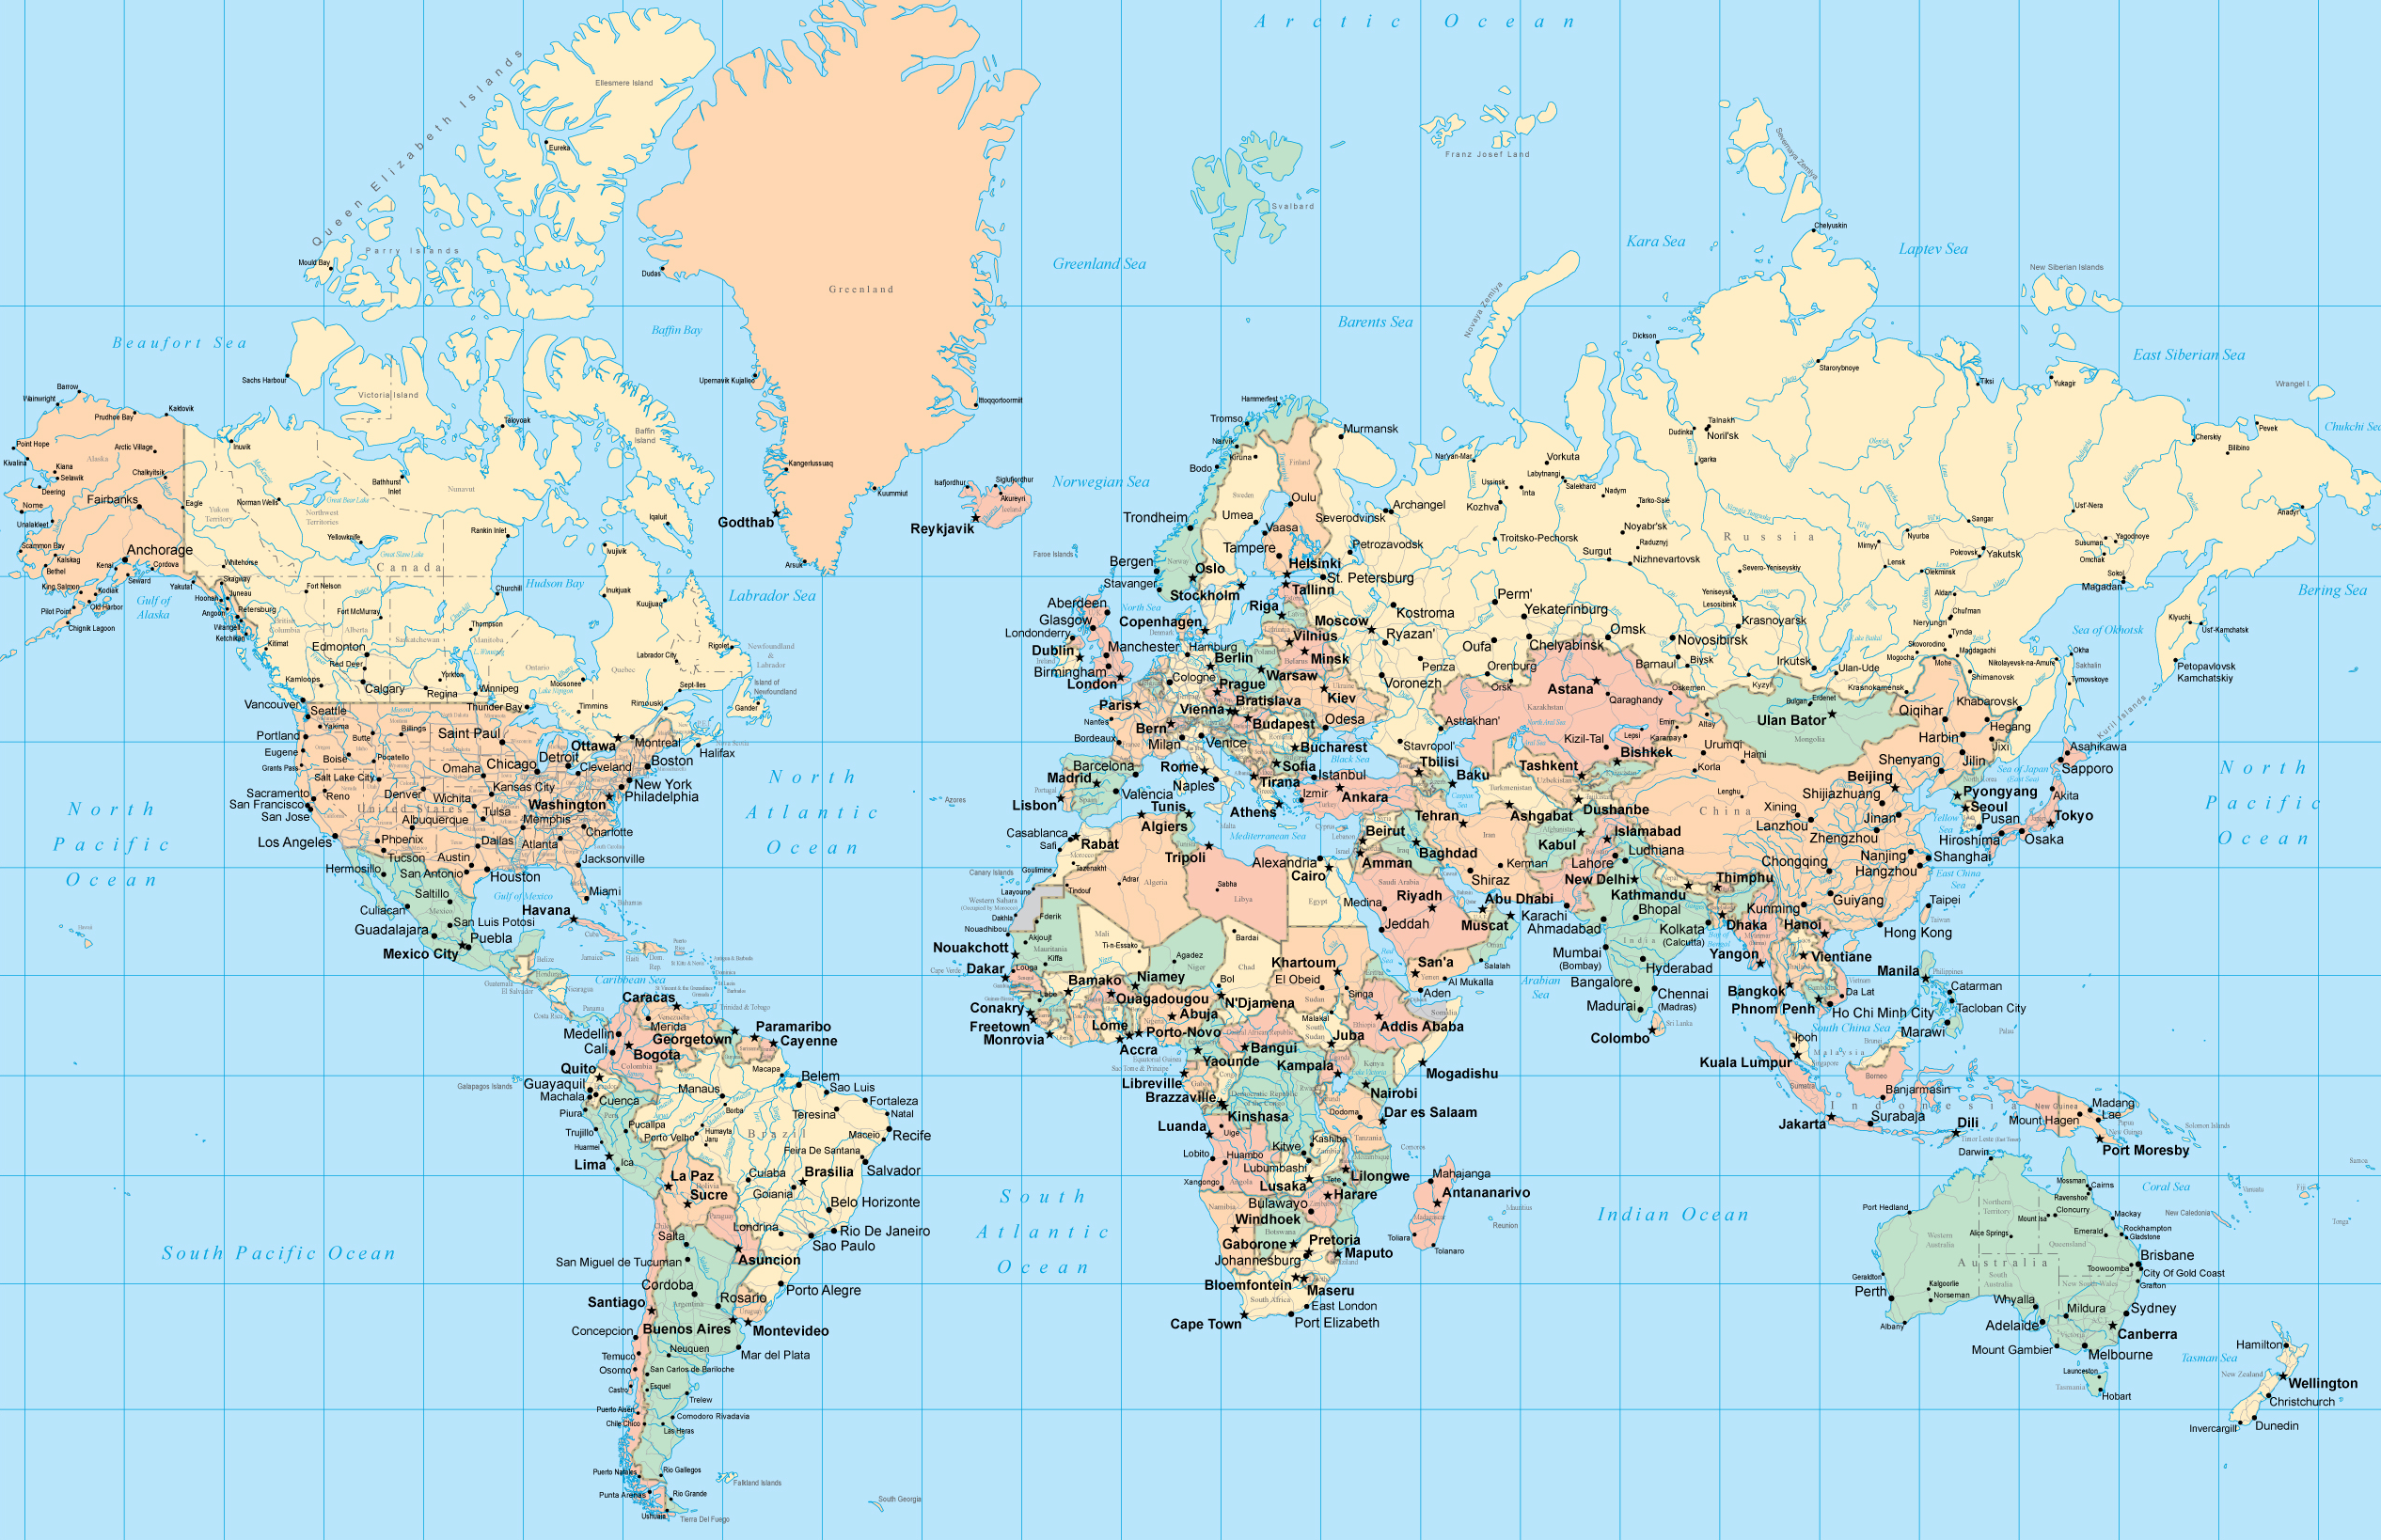 Arctic Ocean
Queen Elizabeth Islands
Ellesmere Island
Eureka
Parry Islands
Mould Bay
Svalbard
Franz Josef Land
Severnaya Zemlya
Chelyuskin
Kara Sea
Laptev Sea
New Siberian Islands
Greenland Sea
Greenland
Dudas
Novaya Zemlya
Barents Sea
Baffin Bay
Beaufort Sea
East Siberian Sea
Dickson
Starorybnoye
Tiksi
Yukagir
Wrangel I.
Sachs Harbour
Victoria Island
Upernavik Kujalleo
Ittoqqortoormiit
Barrow
Wainwright
Prudhoe Bay
Kaktovik
Taloyoak
Baffin
Island
Hammerfest
Tromso
Murmansk
Narvik
Kiruna
Bodo
Talnakh
Dudinka
Noril'sk
Igarka
Cherskiy
Bilibino
Pevek
Chukchi Sea
Point Hope
Kivalina
Kiana
Selawik
Deering
Alaska
Arctic Village
Chalkyitsik
Inuvik
Fairbanks
Eagle
Nome
Unalakleet
Scammon Bay
Kalskag
Bethel
King Salmon
Pilot Point
Chignik Lagoon
Anchorage
Kenai
Cordova
Seward
Kodiak
Old Harbor
Yakutat
Gulf of
Alaska
Norman Wells
Yukon
Territory
Northwest
Territories
Great Bear Lake
Bathhurst
Inlet
Nunavut
Yellowknife
Great Slave Lake
Rankin Inlet
Canada
Iqaluit
Ivujivik
Inukjuak
Kuujjuaq
Hudson Bay
Churchill
Labrador Sea
Kangerlussuaq
Kuummiut
Godthab
Arsuk
Isafjordhur
Siglufjordhur
Akureyri
Iceland
Reykjavik
Norwegian Sea
Faroe Islands
Trondheim
Bergen
Stavanger
Norway
Oslo
Sweden
Stockholm
Umea
Finland
Oulu
Vaasa
Tampere
Helsinki
Tallinn
Riga
Vilnius
Minsk
St. Petersburg
Petrozavodsk
Severodvinsk
Archangel
Nar'yan-Mar
Vorkuta
Labytnangi
Salekhard
Ussinsk
Inta
Kozhva
Nadym
Tarko-Sale
Noyabr'sk
Raduznyj
Surgut
Nizhnevartovsk
Troitsko-Pechorsk
Russia
Nyurba
Mirnyy
Sangar
Yakutsk
Lensk
Olekminsk
Severo-Yeniseyskiy
Yeniseysk
Lesosibirsk
Krasnoyarsk
Ust'-Nera
Susuman
Yagodnoye
Omchak
Sokol
Magadan
Anadyr
Bering Sea
Sea of Okhotsk
Klyuchi
Ust'-Kamchatsk
Petopavlovsk
Kamchatskiy
Okha
Sakhalin
Tymovskoye
Kuril Islands
Aldan
Chul'man
Neryungri
Tynda
Skovorodino
Magdagachi
Mogocha
Mohe
Nikolayevsk-na-Amure
Shimanovsk
Whitehorse
Skagway
Juneau
Hoonah
Angoon
Petersburg
Wrangell
Ketchikan
Kitimat
British
Columbia
Fort Nelson
Fort McMurray
Alberta
Saskatchewan
Manitoba
Thompson
L. Winnipeg
Edmonton
Red Deer
Calgary
Kamloops
Vancouver
Regina
Yorkton
Winnipeg
Ontario
Lake Nipigon
Moosonee
Thunder Bay
Timmins
Quebec
Labrador City
Sept-Iles
Rimouski
Rigolet
Newfoundland
&
Labrador
Island of
Newfoundland
Gander
Nova Scotia
Halifax
Ottawa
Montreal
Seattle
Yakima
Portland
Eugene
Grants Pass
Boise
Butte
Billings
Pocatello
Salt Lake City
Reno
Sacramento
San Francisco
San Jose
Los Angeles
Denver
Albuquerque
Phoenix
Tucson
United States
Saint Paul
Omaha
Wichita
Kansas City
Tulsa
Dallas
Austin
San Antonio
Houston
Chicago
Detroit
Cleveland
Memphis
Atlanta
Charlotte
Jacksonville
Miami
Washington
Philadelphia
New York
Boston
North
Atlantic
Ocean
Azores
North
Pacific
Ocean
Hermosillo
Saltillo
Culiacan
Mexico
San Luis Potosi
Guadalajara
Puebla
Mexico City
Gulf of Mexico
Havana
Cuba
Bahamas
Jamaica
Haiti
Dom.
Rep.
Puerto
Rico
Belize
Honduras
Guatemala
El Salvador
Nicaragua
Costa Rica
Panama
Caribbean Sea
Trinidad & Tobago
Caracas
Venezuela
Merida
Medellin
Cali
Bogota
Colombia
Georgetown
Paramaribo
Cayenne
Quito
Guayaquil
Machala
Cuenca
Galapagos Islands
Piura
Peru
Pucallpa
Trujillo
Huarmei
Lima
Ica
Macapa
Belem
Sao Luis
Manaus
Borba
Teresina
Fortaleza
Natal
Recife
Maceio
Porto Velho
Humayta
Jaru
Brazil
Feira De Santana
Salvador
Brasilia
Cuiaba
Goiania
Belo Horizonte
Rio De Janeiro
Sao Paulo
Londrina
Porto Alegre
La Paz
Bolivia
Sucre
Paraguay
Asuncion
Chile
Salta
San Miguel de Tucuman
Cordoba
Argentina
Rosario
Uruguay
Santiago
Buenos Aires
Montevideo
Concepcion
Mar del Plata
Temuco
Neuquen
Osorno
San Carlos de Bariloche
Castro
Esquel
Trelew
Puerto Aisen
Chile Chico
Comodoro Rivadavia
Las Heras
Puerto Natales
Rio Gallegos
Punta Arenas
Rio Grande
Ushuaia
Tierra Del Fuego
Falkland Islands
South Georgia
South Pacific Ocean
South
Atlantic
Ocean
Aberdeen
Glasgow
Londonderry
Dublin
Ireland
Manchester
Birmingham
London
North Sea
Copenhagen
Denmark
Hamburg
Berlin
Cologne
Poland
Warsaw
Belarus
Prague
Bratislava
Vienna
Budapest
Paris
Nantes
Bordeaux
France
Bern
Milan
Venice
Bucharest
Sofia
Tirana
Rome
Naples
Athens
Barcelona
Madrid
Spain
Valencia
Portugal
Lisbon
Mediterranean Sea
Malta
Kiev
Ukraine
Odesa
Black Sea
Istanbul
Izmir
Ankara
Turkey
Cyprus
Lebanon
Moscow
Kostroma
Ryazan'
Penza
Voronezh
Perm'
Yekaterinburg
Oufa
Orenburg
Orsk
Chelyabinsk
Omsk
Novosibirsk
Barnaul
Biysk
Kyzyl
Irkutsk
Lake Baikal
Ulan-Ude
Krasnokamensk
Astrakhan'
Stavropol'
Tbilisi
Baku
Caspian
Sea
Astana
Kazakhstan
Qaraghandy
Oskemen
North Aral Sea
Aral Sea
Kizil-Tal
Lepsi
Bishkek
Tashkent
Uzbekistan
Turkmenistan
Ashgabat
Dushanbe
Kabul
Afghanistan
Islamabad
Lahore
Ludhiana
Emin
Karamay
Altay
Urumqi
Korla
Hami
Bulgan
Erdenet
Ulan Bator
Mongolia
Qiqihar
Harbin
Khabarovsk
Hegang
Jixi
Jilin
Shenyang
Beijing
Shijiazhuang
Jinan
Zhengzhou
Xining
Lanzhou
Lenghu
China
Chongqing
Nanjing
Shanghai
Hangzhou
Guiyang
Kunming
Hong Kong
Taipei
Taiwan
North Korea
Pyongyang
Seoul
Pusan
Yellow
Sea
Sea of Japan
(East Sea)
Hiroshima
Osaka
Tokyo
Akita
Sapporo
Asahikawa
East China
Sea
North
Pacific
Ocean
Casablanca
Safi
Rabat
Morocco
Canary Islands
Goulimine
Tazenakht
Laayoune
Tindouf
Western Sahara
(Occupied by Morocco)
Dakhla
Algiers
Tunis
Tripoli
Adrar
Algeria
Sabha
Libya
Alexandria
Cairo
Egypt
Israel
Beirut
Syria
Amman
Baghdad
Iraq
Tehran
Iran
Kerman
Shiraz
Saudi Arabia
Riyadh
Medina
Jeddah
Red
Sea
Abu Dhabi
Muscat
Oman
Salalah
San'a
Yemen
Al Mukalla
Aden
Arabian
Sea
Karachi
New Delhi
Nepal
Kathmandu
Thimphu
Ahmadabad
Bhopal
Kolkata
(Calcutta)
Dhaka
India
Mumbai
(Bombay)
Hyderabad
Bangalore
Chennai
(Madras)
Madurai
Colombo
Sri Lanka
Bay of
Bengal
Yangon
Hanoi
Vientiane
Vietnam
Bangkok
Phnom Penh
Da Lat
Ho Chi Minh City
South China Sea
Manila
Philippines
Catarman
Tacloban City
Marawi
Palau
Ipoh
Kuala Lumpur
Malaysia
Singapore
Brunei
Borneo
Sumatra
Banjarmasin
Indonesia
Jakarta
Surabaja
Dili
Timor Leste (East Timor)
New Guinea
Madang
Lae
Mount Hagen
Papua
New Guinea
Port Moresby
Solomon Islands
Nouadhibou
Fderik
Akjoujt
Nouakchott
Mauritania
Kiffa
Cape Verde
Dakar
Louga
Labe
Conakry
Freetown
Monrovia
Mali
Ti-n-Essako
Bamako
Agadez
Niger
Niamey
Ouagadougou
Lome
Accra
Porto-Novo
Abuja
Nigeria
Bardai
Chad
Bol
N'Djamena
Khartoum
El Obeid
Sudan
Singa
Eritrea
Malakal
South
Sudan
Juba
Addis Ababa
Ethiopia
Somalia
Mogadishu
Central African Republic
Bangui
Yaounde
Equatorial Guinea
Sao Tome & Principe
Libreville
Gabon
Congo
Brazzaville
Kinshasa
Democratic Republic
of the Congo
Kampala
Kenya
Lake Victoria
Nairobi
Dodoma
Dar es Salaam
Tanzania
Luanda
Uige
Lobito
Huambo
Angola
Xangongo
Kitwe
Kashiba
Zambia
Lubumbashi
Lusaka
Tete
Lilongwe
Harare
Mozambique
Comoros
Bulawayo
Namibia
Windhoek
Botswana
Gaborone
Pretoria
Johannesburg
Maputo
Bloemfontein
Maseru
South Africa
East London
Port Elizabeth
Cape Town
Mahajanga
Antananarivo
Madagascar
Toliara
Tolanaro
Mauritius
Reunion
Indian Ocean
Darwin
Port Hedland
Western
Australia
Northern
Territory
Alice Springs
Mount Isa
Cloncurry
Mossman
Cairns
Ravenshoe
Mackay
Emerald
Rockhampton
Gladstone
Queensland
Australia
South
Australia
New South Wales
Geraldton
Perth
Kalgoorlie
Norseman
Albany
Whyalla
Adelaide
Mildura
Mount Gambier
Victoria
Melbourne
Canberra
Sydney
Grafton
City Of Gold Coast
Toowoomba
Brisbane
Launceston
Tasmania
Hobart
Coral Sea
Vanuatu
New Caledonia
Fiji
Samoa
Tonga
Tasman Sea
New Zealand
Hamilton
Wellington
Christchurch
Dunedin
Invercargill